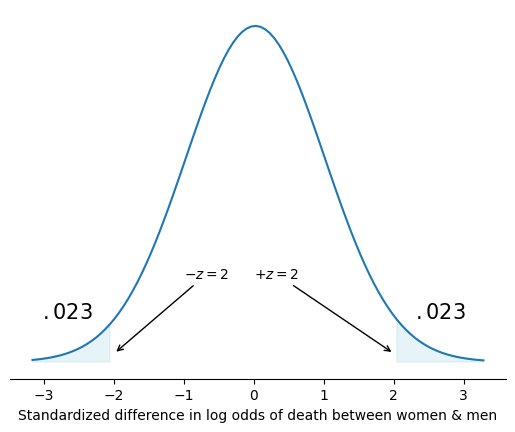 −z = 2 +z = 2
.023 .023
−3 −2 −1 0 1 2 3
Standardized difference in log odds of death between women & men